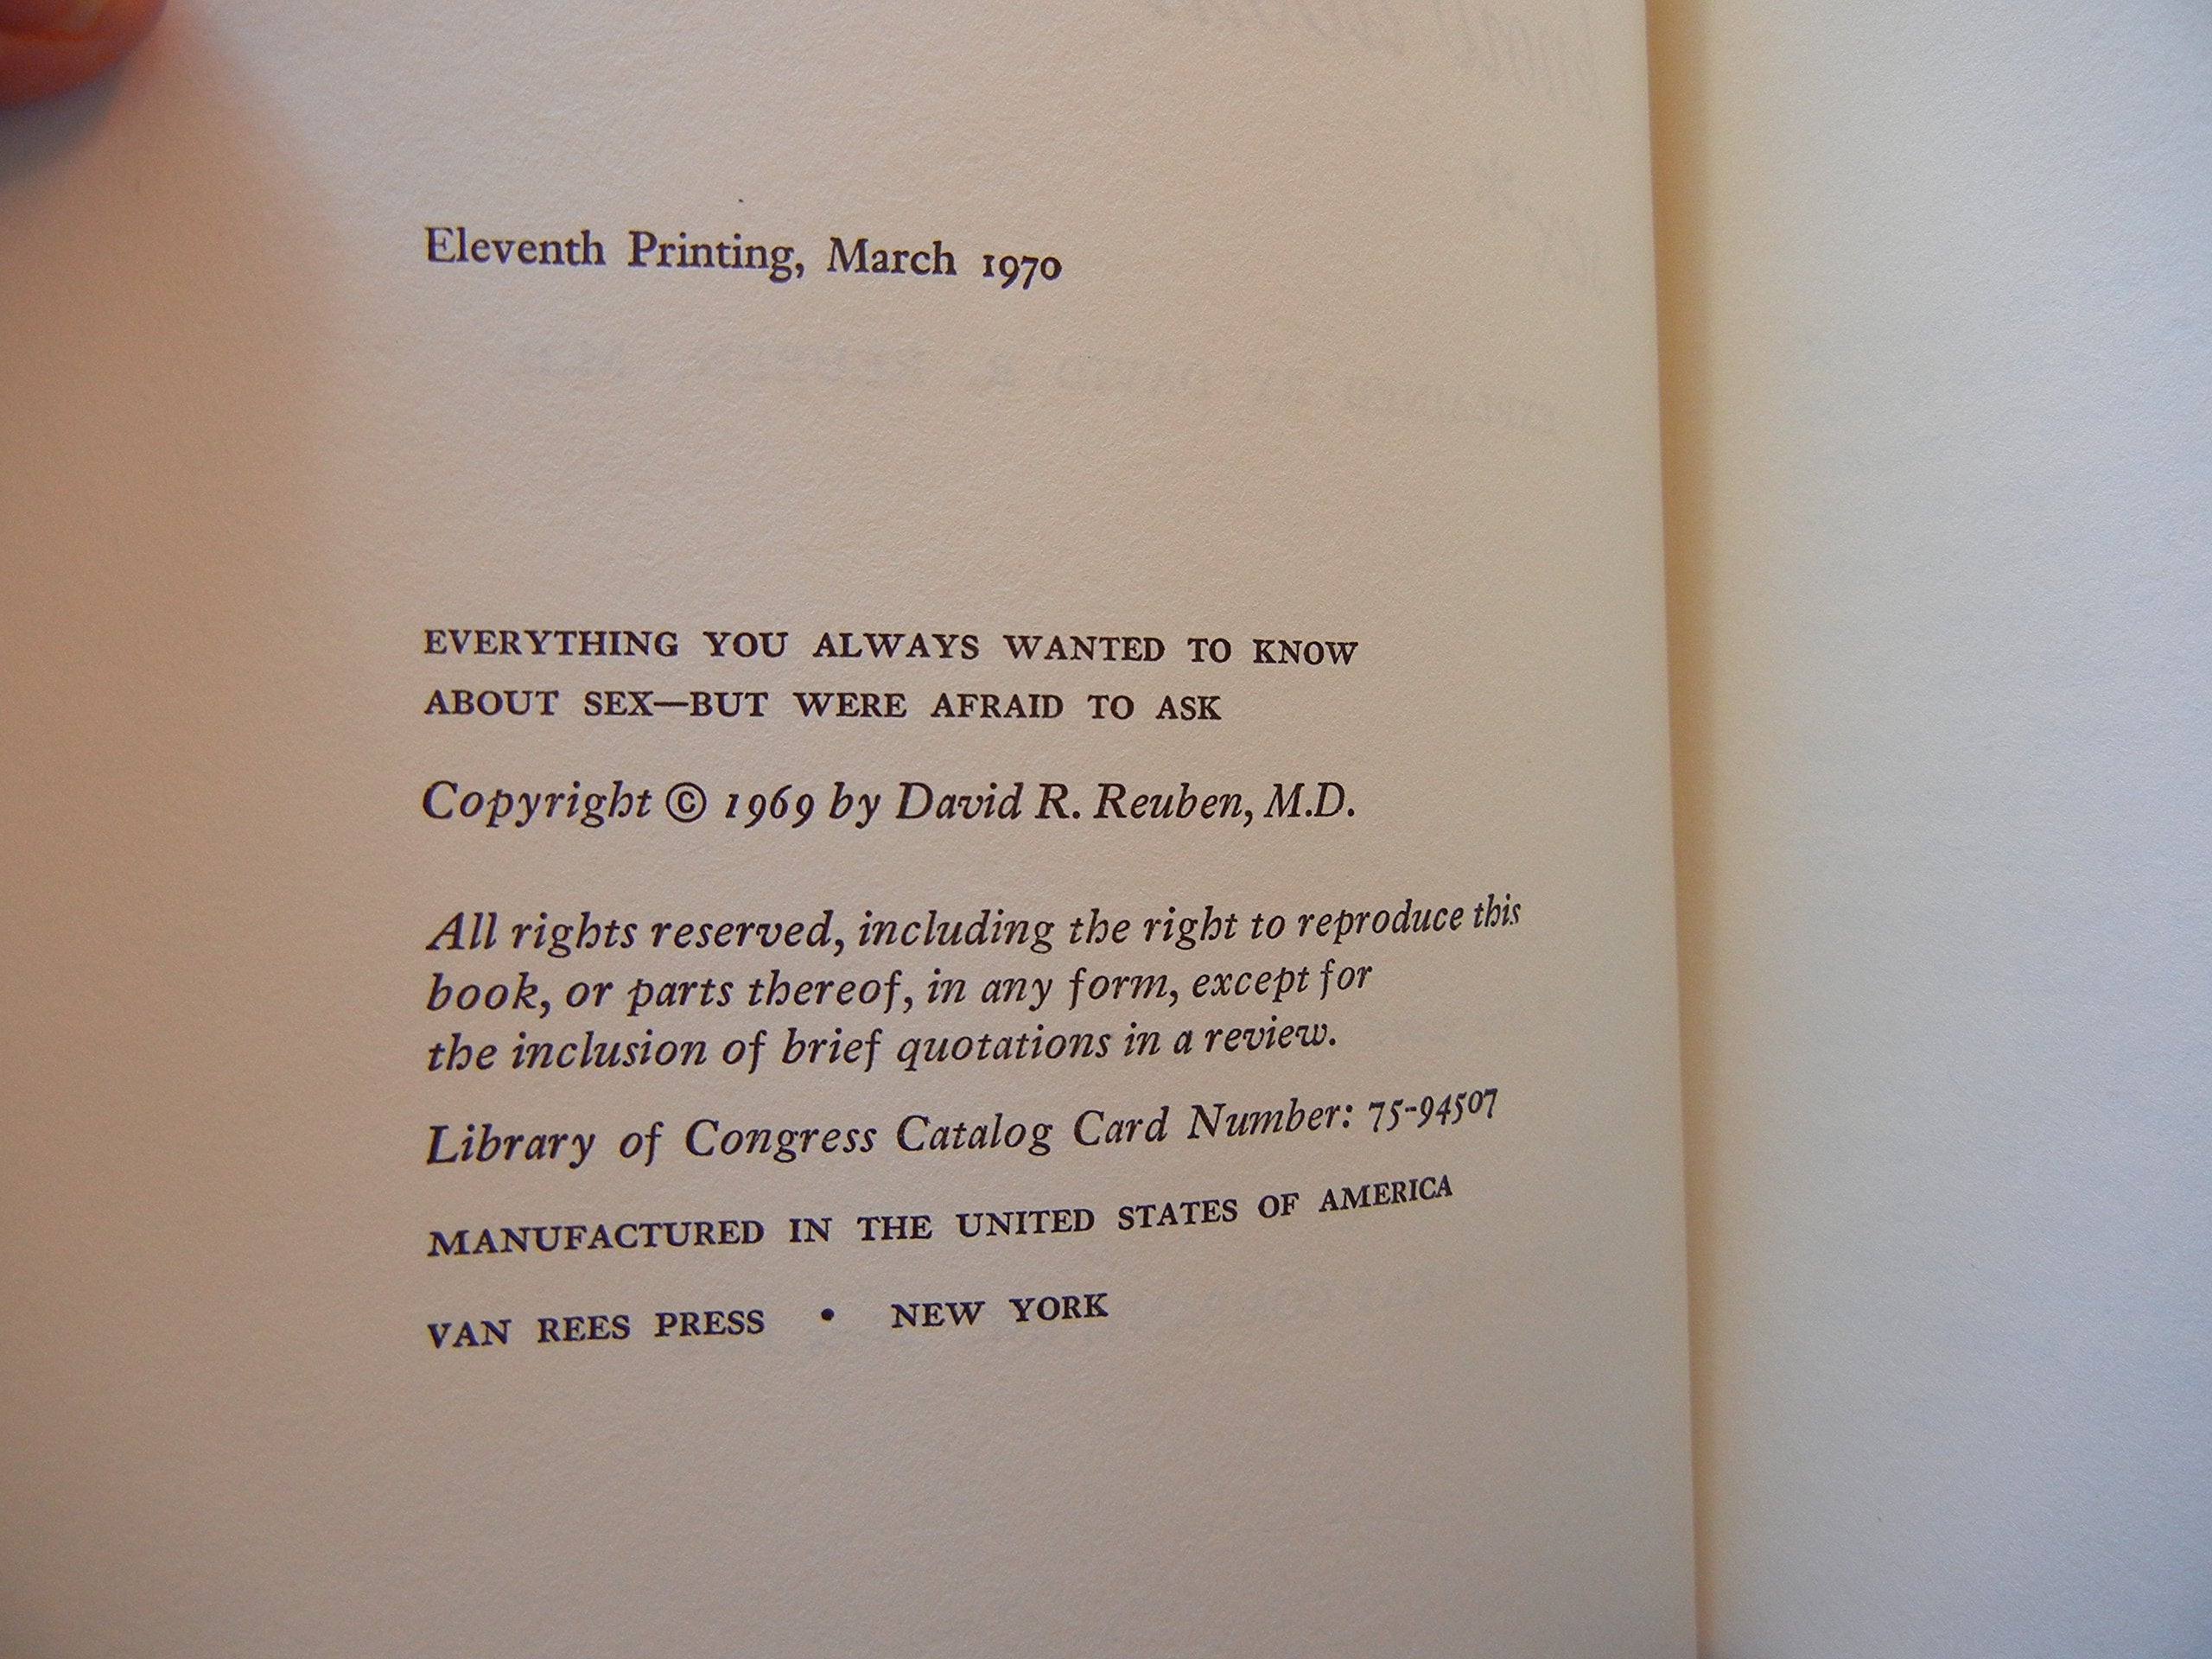 Eleventh Printing, March 1970
EVERYTHING YOU ALWAYS WANTED TO KNOW
ABOUT SEX—BUT WERE AFRAID TO ASK
Copyright © 1969 by David R. Reuben, M.D.
All rights reserved, including the right to reproduce this
book, or parts thereof, in any form, except for
the inclusion of brief quotations in a review.
Library of Congress Catalog Card Number: 75-94507
MANUFACTURED IN THE UNITED STATES OF AMERICA
VAN REES PRESS • NEW YORK